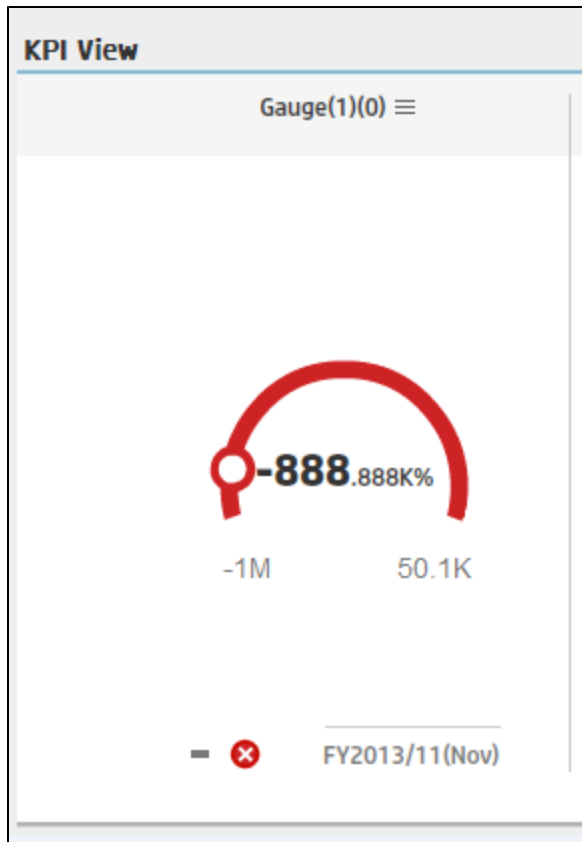 KPI View
Gauge(1)(0)
-888.888K%
-1M 50.1K
FY2013/11(Nov)